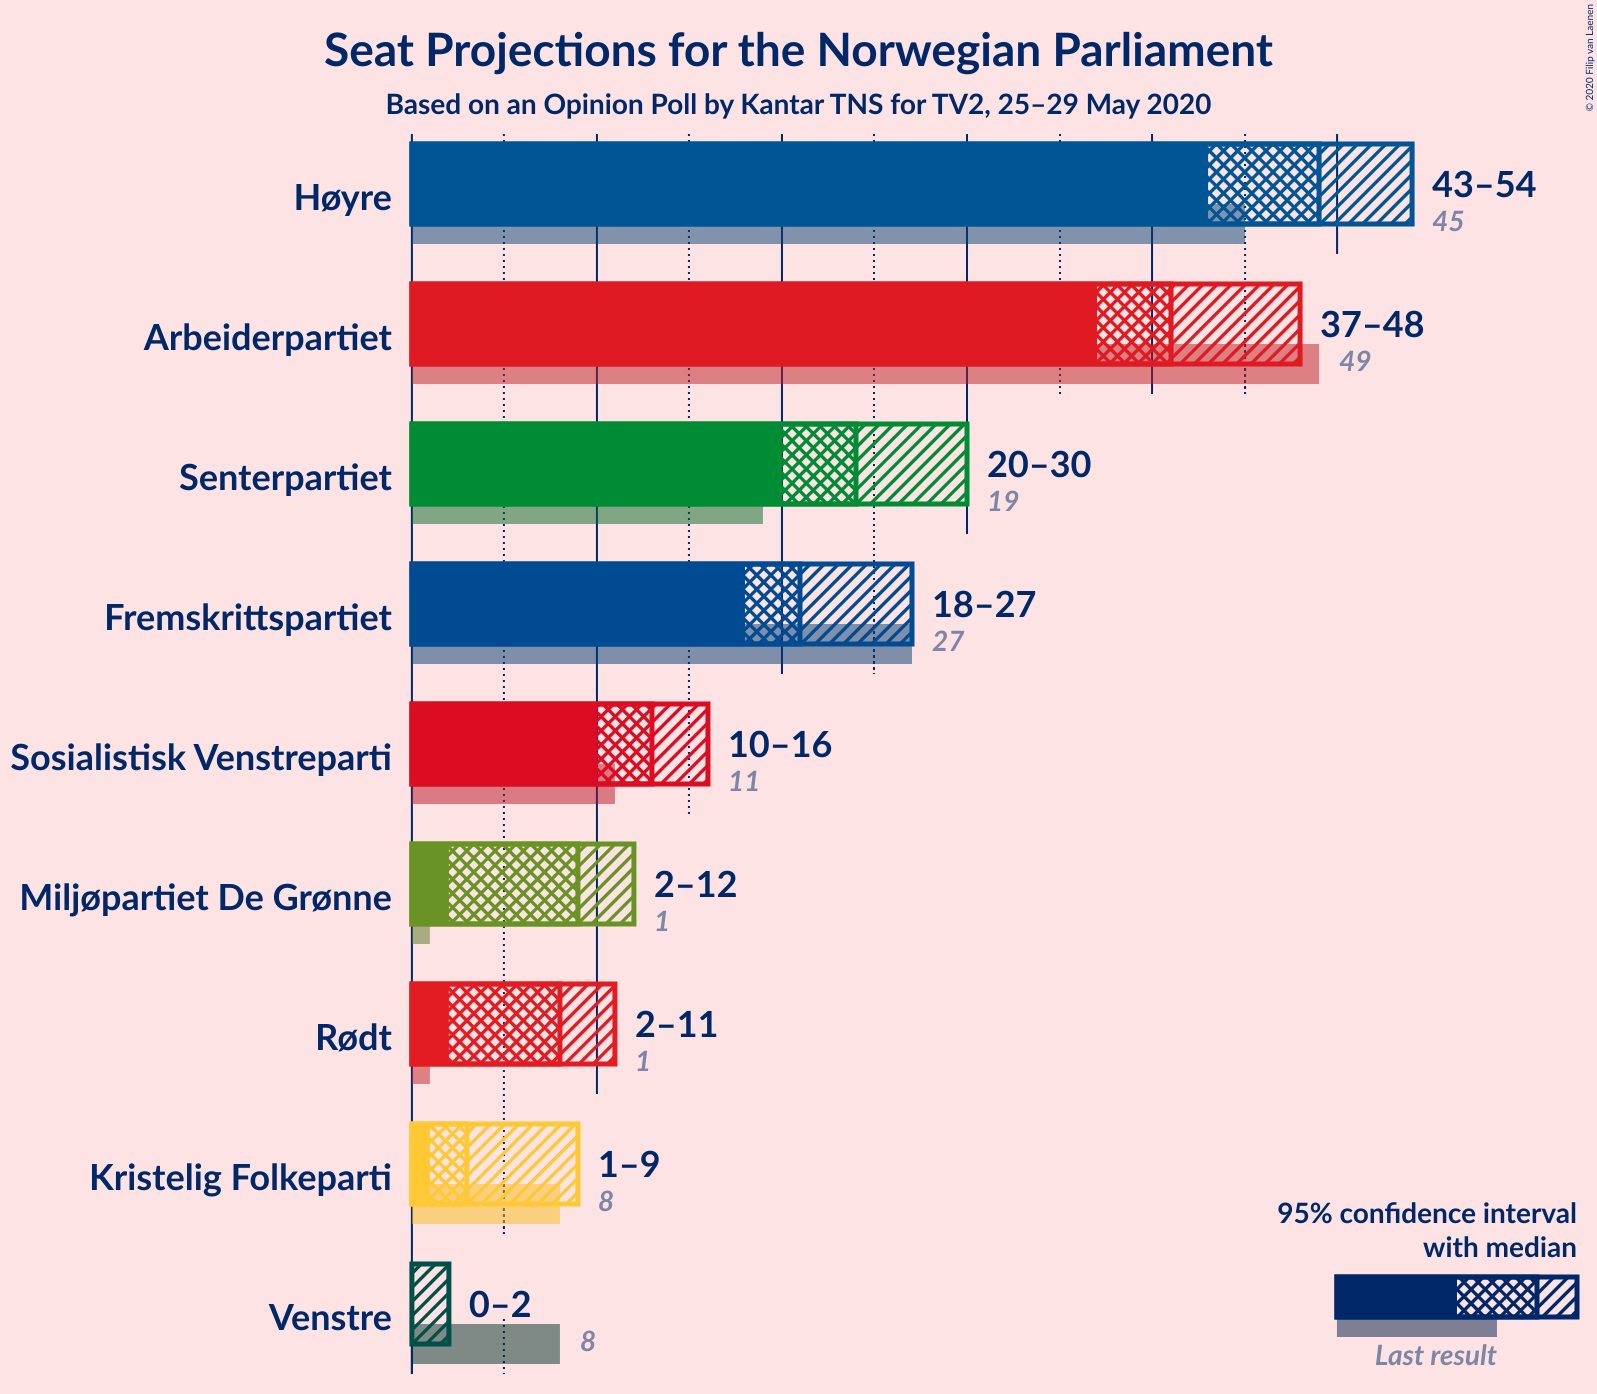 Seat Projections for the Norwegian Parliament
Based on an Opinion Poll by Kantar TNS for TV2, 25–29 May 2020
© 2020 Filip van Laenen
Høyre
43–54
45
Arbeiderpartiet
37–48
49
Senterpartiet
20–30
19
Fremskrittspartiet
18–27
27
Sosialistisk Venstreparti
10–16
11
Miljøpartiet De Grønne
2–12
1
Rødt
2–11
1
Kristelig Folkeparti
1–9
8
Venstre
0–2
8
95% confidence interval
with median
Last result